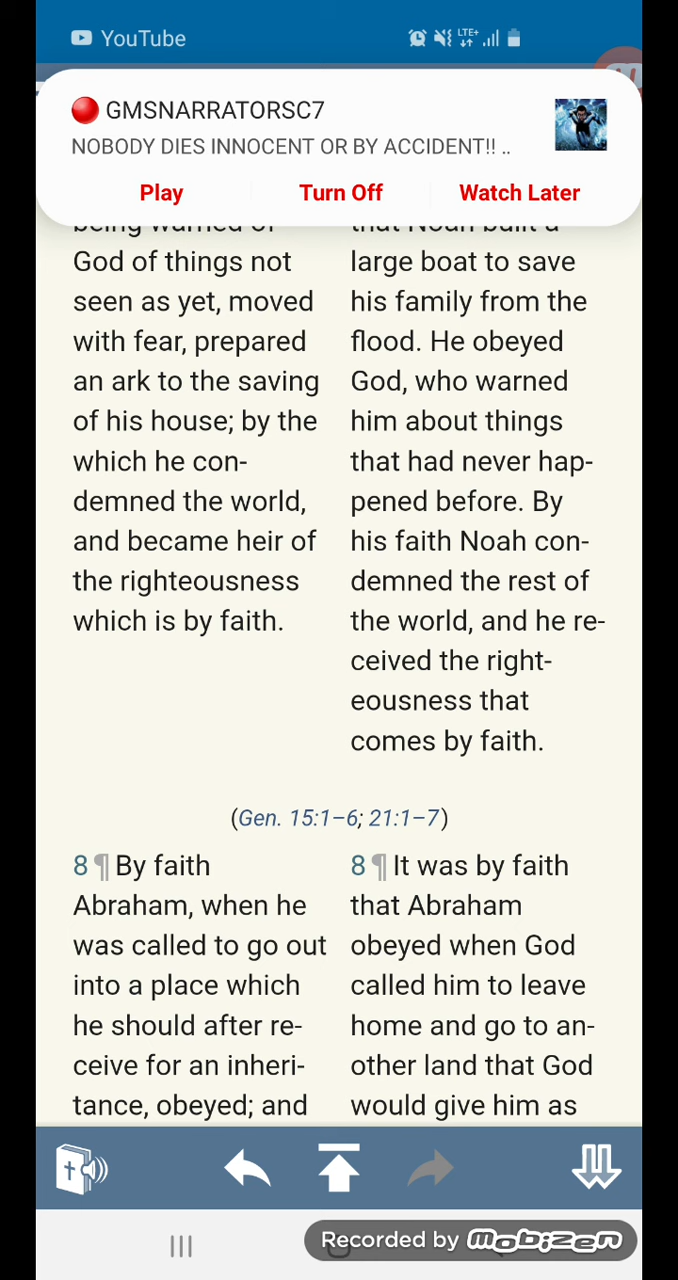 YouTube
LTE+
GMSNARRATORSC7
NOBODY DIES INNOCENT OR BY ACCIDENT!! ..
Play Turn Off Watch Later
being warned of
God of things not
seen as yet, moved
with fear, prepared
an ark to the saving
of his house; by the
which he con-
demned the world,
and became heir of
the righteousness
which is by faith.
that Noah built a
large boat to save
his family from the
flood. He obeyed
God, who warned
him about things
that had never hap-
pened before. By
his faith Noah con-
demned the rest of
the world, and he re-
ceived the right-
eousness that
comes by faith.
(Gen. 15:1–6; 21:1–7)
8 ¶ By faith
Abraham, when he
was called to go out
into a place which
he should after re-
ceive for an inheri-
tance, obeyed; and
8 ¶ It was by faith
that Abraham
obeyed when God
called him to leave
home and go to an-
other land that God
would give him as
Recorded by mobizen